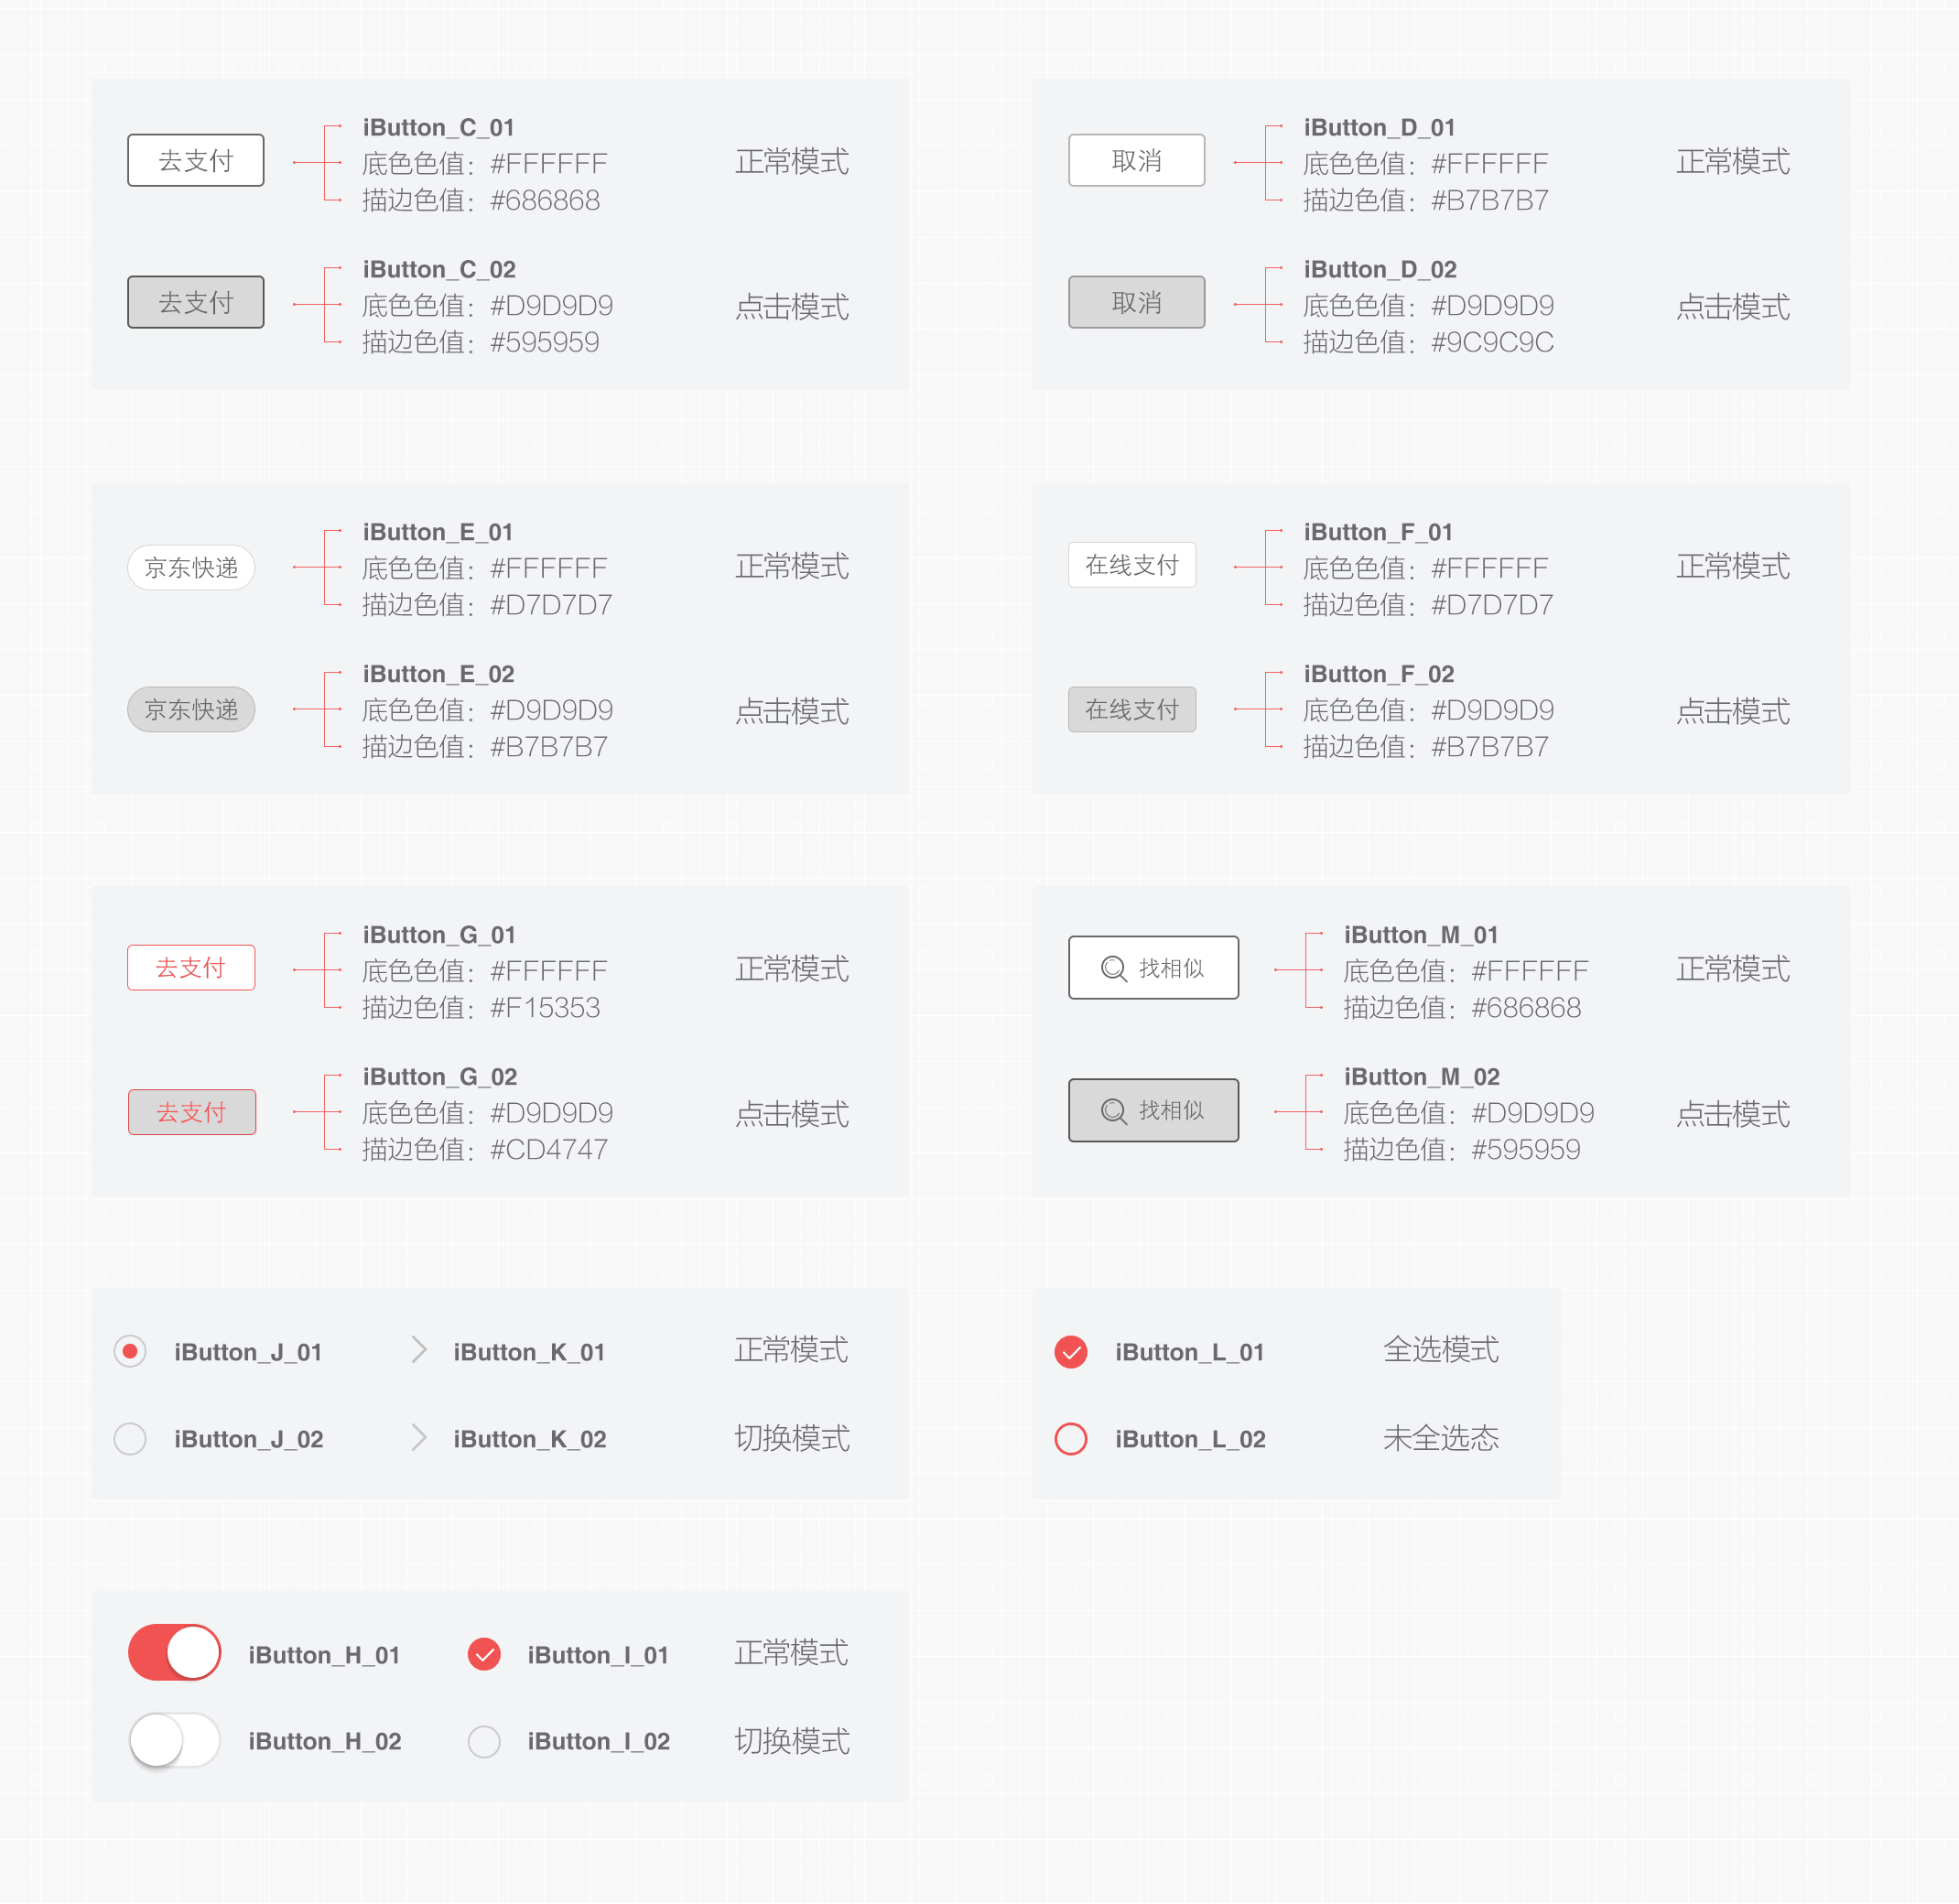 去支付
iButton_C_01
底色色值：#FFFFFF
描边色值：#686868
正常模式
去支付
iButton_C_02
底色色值：#D9D9D9
描边色值：#595959
点击模式
取消
iButton_D_01
底色色值：#FFFFFF
描边色值：#B7B7B7
正常模式
取消
iButton_D_02
底色色值：#D9D9D9
描边色值：#9C9C9C
点击模式
京东快递
iButton_E_01
底色色值：#FFFFFF
描边色值：#D7D7D7
正常模式
京东快递
iButton_E_02
底色色值：#D9D9D9
描边色值：#B7B7B7
点击模式
在线支付
iButton_F_01
底色色值：#FFFFFF
描边色值：#D7D7D7
正常模式
在线支付
iButton_F_02
底色色值：#D9D9D9
描边色值：#B7B7B7
点击模式
去支付
iButton_G_01
底色色值：#FFFFFF
描边色值：#F15353
正常模式
去支付
iButton_G_02
底色色值：#D9D9D9
描边色值：#CD4747
点击模式
找相似
iButton_M_01
底色色值：#FFFFFF
描边色值：#686868
正常模式
找相似
iButton_M_02
底色色值：#D9D9D9
描边色值：#595959
点击模式
iButton_J_01 iButton_K_01 正常模式
iButton_J_02 iButton_K_02 切换模式
iButton_L_01 全选模式
iButton_L_02 未全选态
iButton_H_01 iButton_I_01 正常模式
iButton_H_02 iButton_I_02 切换模式